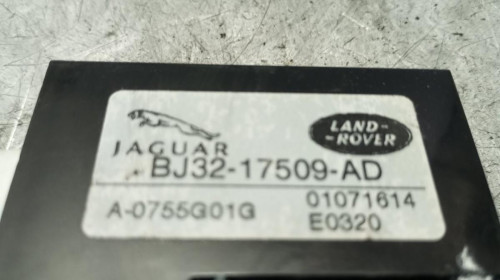 JAGUAR
LAND-
-ROVER
BJ32-17509-AD
A-0755G01G
01071614
E0320